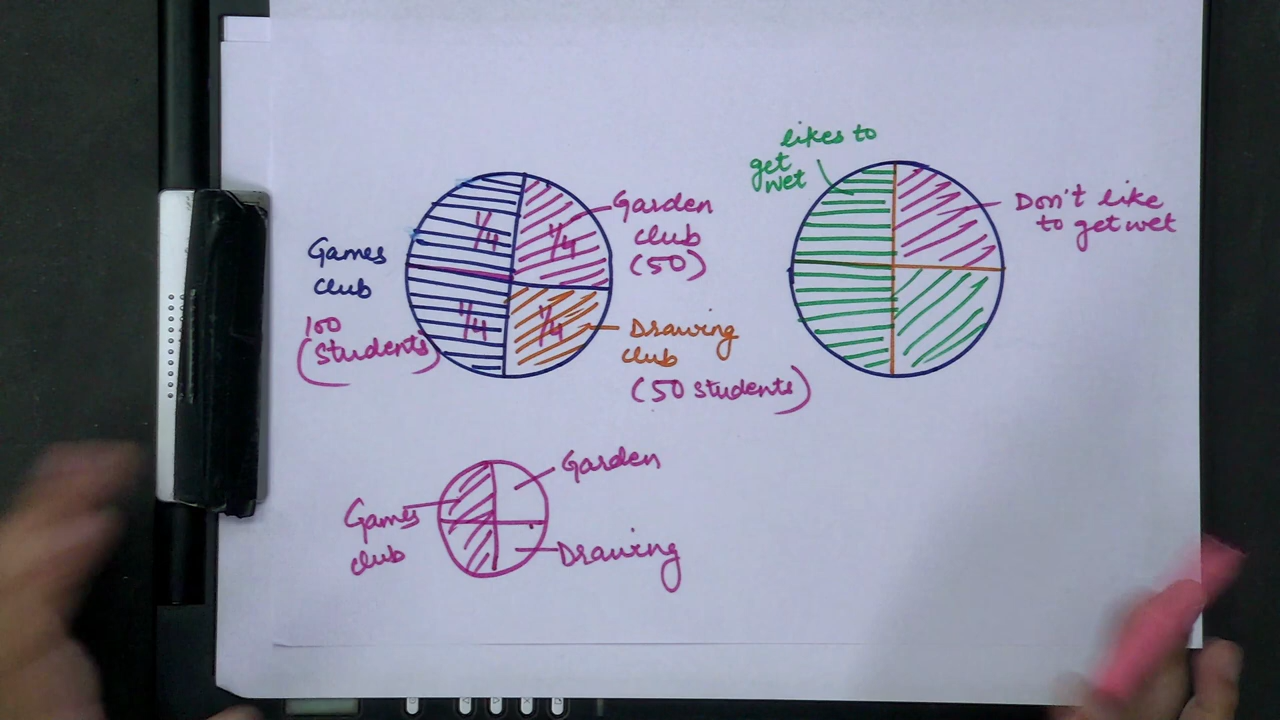 Games
club
100
(Students)
1/4
1/4
1/4
1/4
Garden
club
(50)
Drawing
club
(50 students)
likes to
get
wet
Don't like
to get wet
Games
club
Garden
Drawing